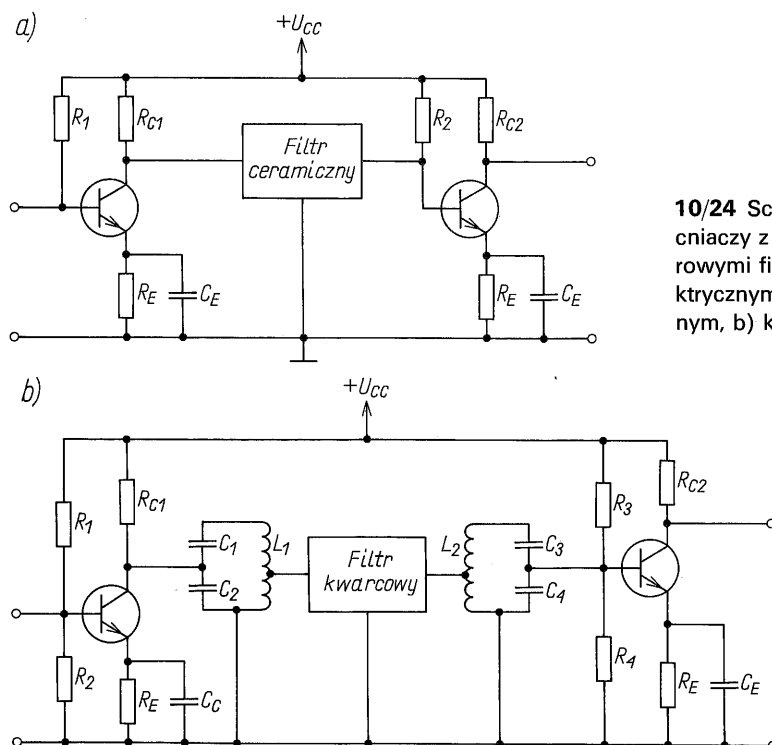 a)
+U_CC
R_1
R_C1
R_2
R_C2
Filtr
ceramiczny
R_E
C_E
R_E
C_E
10/24 Sc
cniaczy z
rowymi fi
ktrycznym
nym, b) k
b)
+U_CC
R_1
R_C1
C_1
L_1
C_2
Filtr
kwarcowy
L_2
C_3
C_4
R_3
R_C2
R_2
R_E
C_C
R_4
R_E
C_E